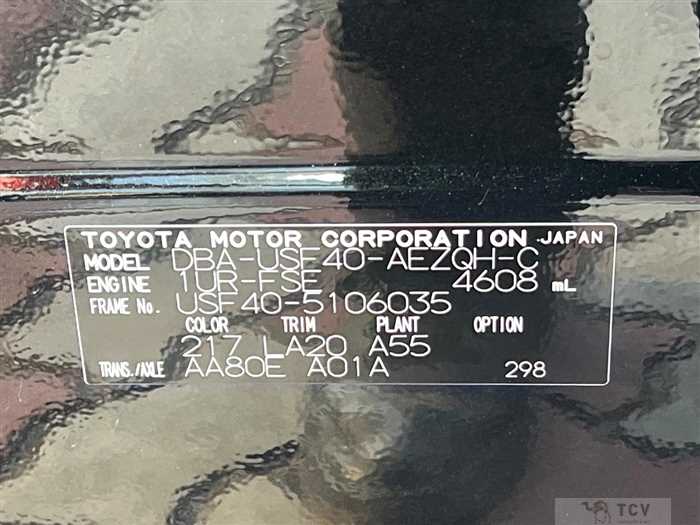 TOYOTA MOTOR CORPORATION JAPAN
MODEL DBA-USF40-AEZQH-C
ENGINE 1UR-FSE 4608 mL
FRAME No. USF40-5106035
COLOR TRIM PLANT OPTION
217 LA20 A55
TRANS./AXLE AA80E A01A 298
TCV